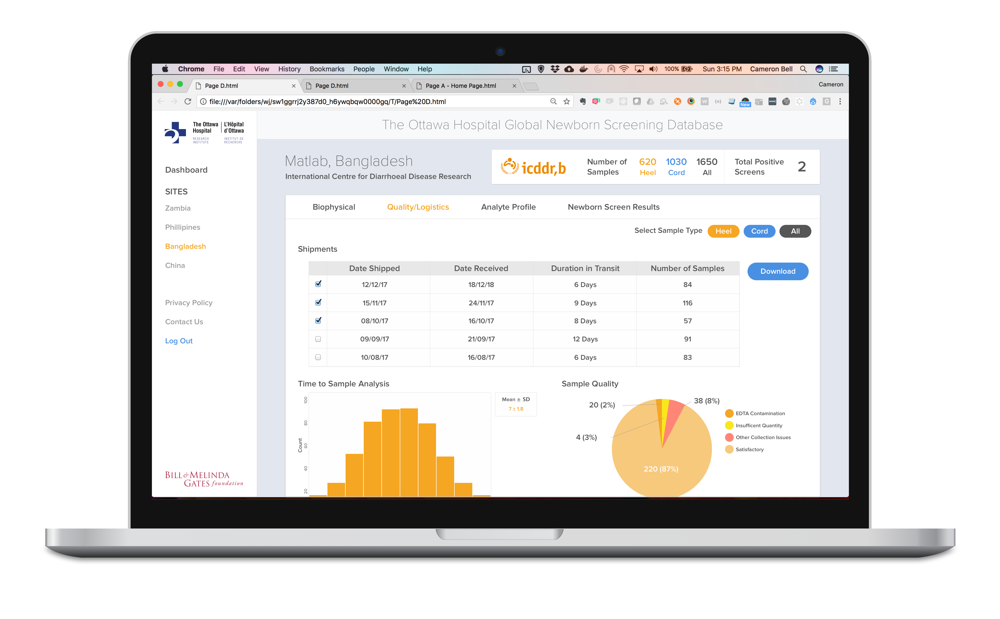 Chrome File Edit View History Bookmarks People Window Help 100% Sun 3:15 PM Cameron Bell
Page D.html Page D.html Page A - Home Page.html Cameron
file:///var/folders/wj/sw1ggrrj2y387d0_h6ywqbqw0000gq/T/Page%20D.html
New
The Ottawa Hospital L'Hôpital d'Ottawa
RESEARCH INSTITUTE INSTITUT DE RECHERCHE
The Ottawa Hospital Global Newborn Screening Database
Dashboard
SITES
Zambia
Phillipines
Bangladesh
China
Privacy Policy
Contact Us
Log Out
BILL & MELINDA
GATES foundation
Matlab, Bangladesh
International Centre for Diarrhoeal Disease Research
icddr,b
Number of Samples
620 1030 1650
Heel Cord All
Total Positive Screens
2
Biophysical Quality/Logistics Analyte Profile Newborn Screen Results
Select Sample Type Heel Cord All
Shipments
Date Shipped Date Received Duration in Transit Number of Samples
12/12/17 18/12/18 6 Days 84
15/11/17 24/11/17 9 Days 116
08/10/17 16/10/17 8 Days 57
09/09/17 21/09/17 12 Days 91
10/08/17 16/08/17 6 Days 83
Download
Time to Sample Analysis
Count
100
80
60
40
20
Mean ± SD
7 ± 1.8
Sample Quality
20 (2%)
38 (8%)
4 (3%)
220 (87%)
EDTA Contamination
Insufficent Quantity
Other Collection Issues
Satisfactory